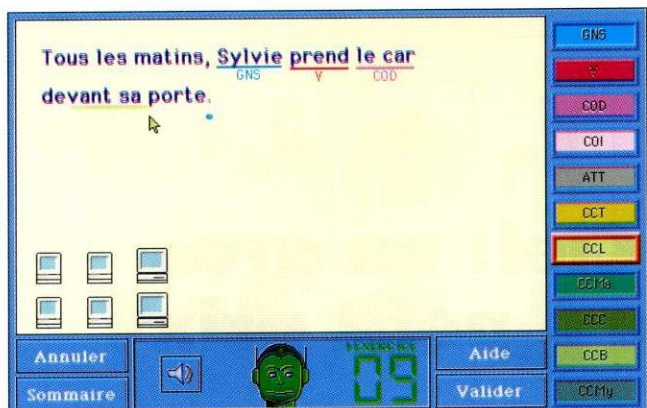 Tous les matins, Sylvie prend le car
GNS V COD
devant sa porte.
GNS
V
COD
COI
ATT
CCT
CCL
CCMa
CCC
CCB
CCMy
Annuler
Sommaire
09
Aide
Valider